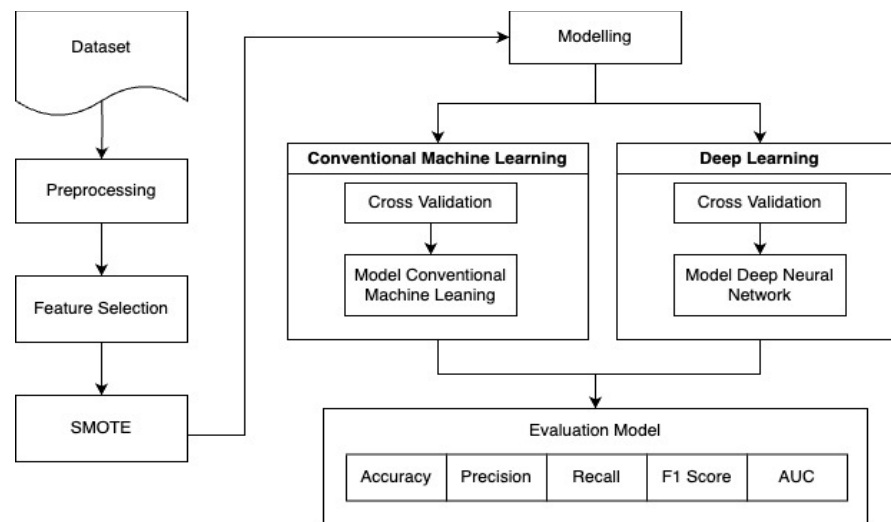 Dataset
Preprocessing
Feature Selection
SMOTE
Modelling
Conventional Machine Learning
Cross Validation
Model Conventional
Machine Leaning
Deep Learning
Cross Validation
Model Deep Neural
Network
Evaluation Model
Accuracy
Precision
Recall
F1 Score
AUC